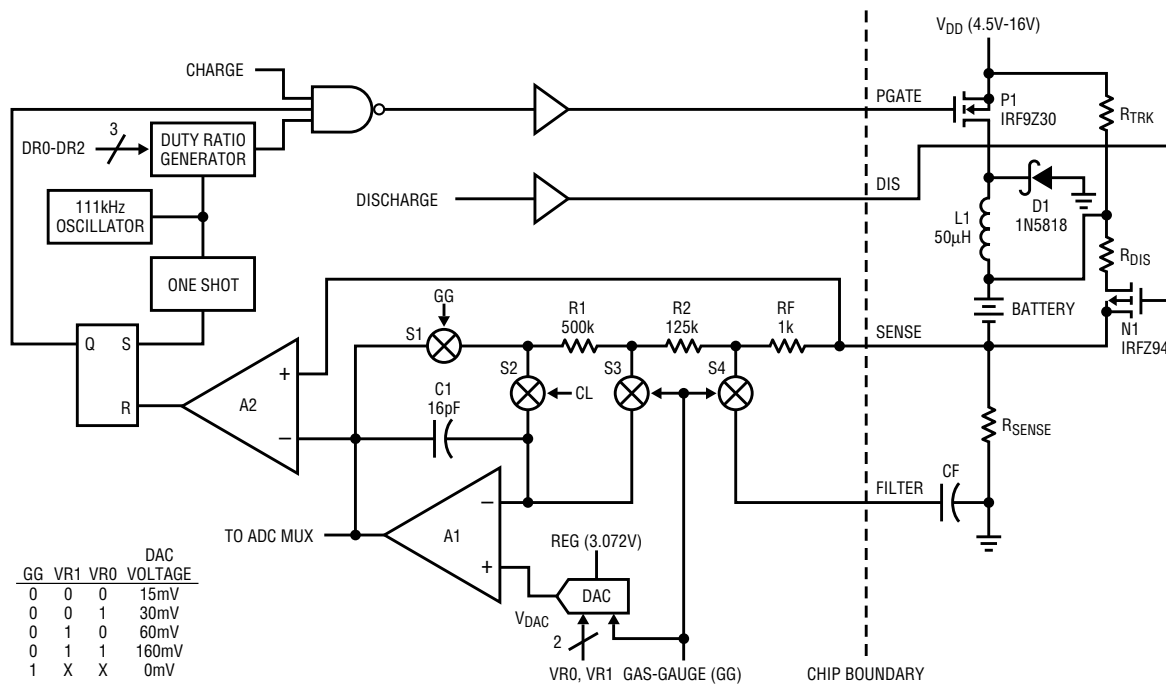 V_DD (4.5V-16V)
CHARGE
PGATE
P1
IRF9Z30
R_TRK
3
DR0-DR2
DUTY RATIO
GENERATOR
DISCHARGE
DIS
111kHz
OSCILLATOR
L1
50µH
D1
1N5818
R_DIS
ONE SHOT
GG
R1
500k
R2
125k
RF
1k
BATTERY
N1
IRFZ94
SENSE
Q
S
R
S1
S2
S3
S4
CL
C1
16pF
A2
+
−
R_SENSE
CF
FILTER
TO ADC MUX
A1
−
+
REG (3.072V)
DAC
V_DAC
2
VR0, VR1
GAS-GAUGE (GG)
CHIP BOUNDARY
DAC
GG VR1 VR0 VOLTAGE
0 0 0 15mV
0 0 1 30mV
0 1 0 60mV
0 1 1 160mV
1 X X 0mV